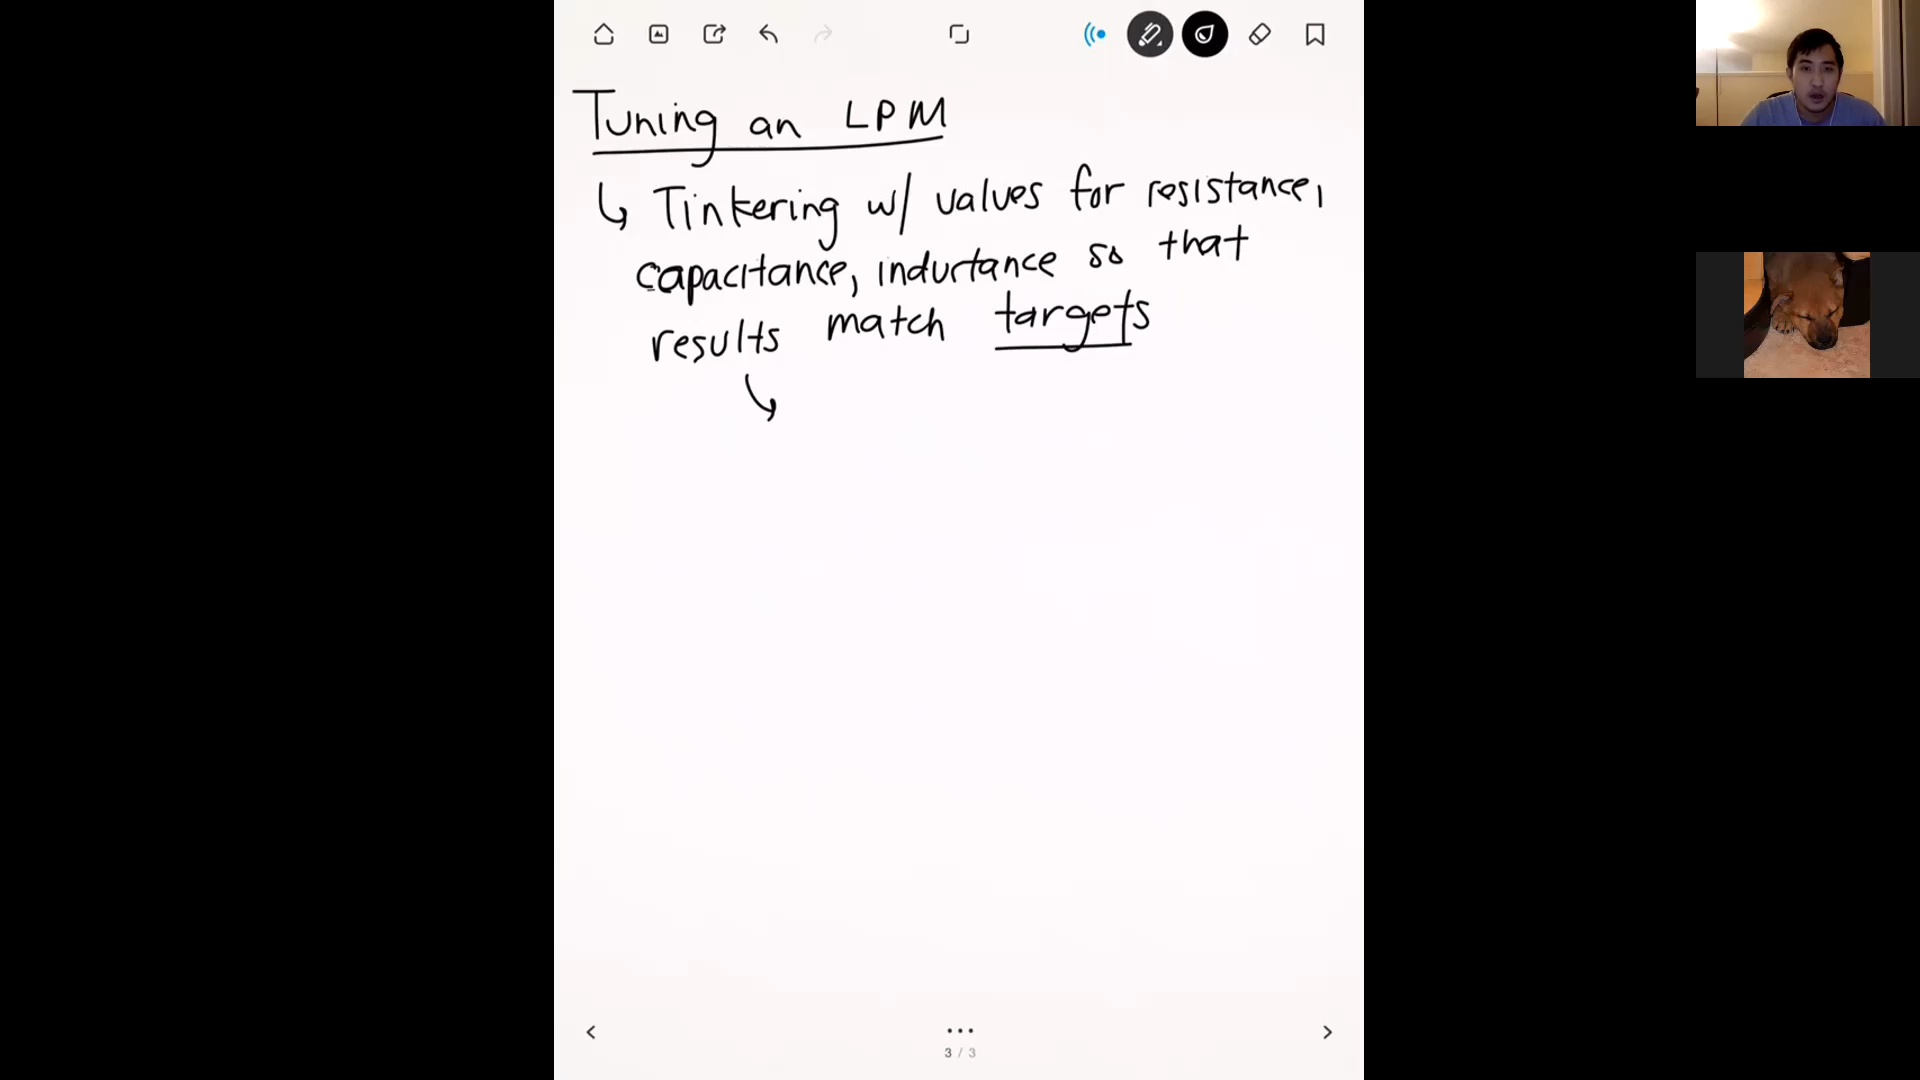 Tuning an LPM
↳ Tinkering w/ values for resistance,
capacitance, inductance so that
results match targets
3 / 3